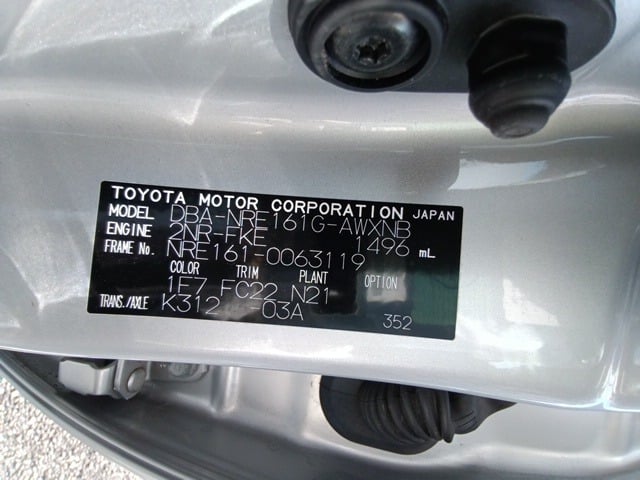 TOYOTA MOTOR CORPORATION JAPAN
MODEL DBA-NRE161G-AWXNB
ENGINE 2NR-FKE 1496 mL
FRAME No. NRE161-0063119
COLOR TRIM PLANT OPTION
1F7 FC22 N21
TRANS./AXLE K312 -03A 352